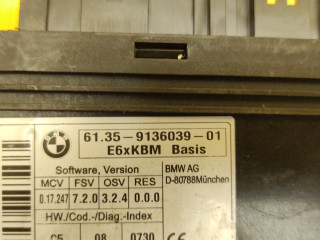 61.35-9136039-01
E6xKBM Basis
Software, Version
BMW AG
D-80788München
MCV FSV OSV RES
0.17.247 7.2.0 3.2.4 0.0.0
HW./Cod.-/Diag.-Index
C5 08 0730 CE